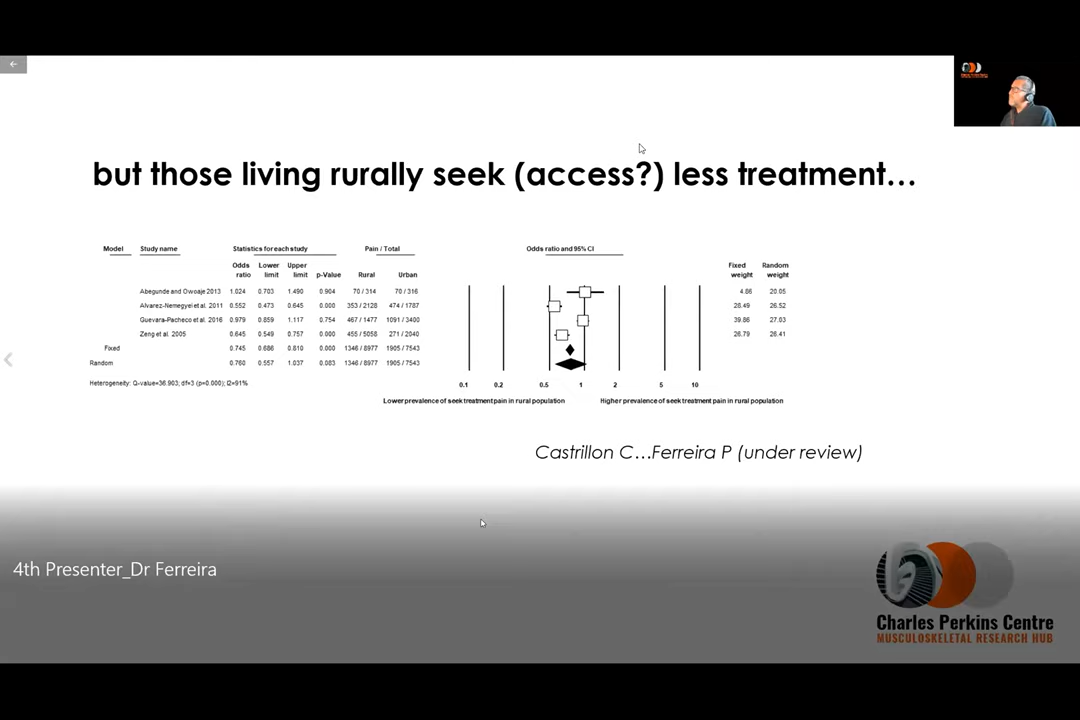 but those living rurally seek (access?) less treatment...
Model Study name Statistics for each study Pain / Total Odds ratio and 95% CI
Odds Lower Upper Fixed Random
ratio limit limit p-Value Rural Urban weight weight
Abegunde and Owoaje 2013 1.024 0.703 1.490 0.904 70 / 314 70 / 316 4.86 20.05
Alvarez-Nemegyei et al. 2011 0.552 0.473 0.645 0.000 353 / 2128 474 / 1787 28.49 26.52
Guevara-Pacheco et al. 2016 0.979 0.859 1.117 0.754 467 / 1477 1091 / 3400 39.86 27.03
Zeng et al. 2005 0.645 0.549 0.757 0.000 455 / 5058 271 / 2040 26.79 26.41
Fixed 0.745 0.686 0.810 0.000 1346 / 8977 1905 / 7543
Random 0.760 0.557 1.037 0.083 1346 / 8977 1905 / 7543
Heterogeneity: Q-value=36.903; df=3 (p=0.000); I2=91%
0.1 0.2 0.5 1 2 5 10
Lower prevalence of seek treatment pain in rural population Higher prevalence of seek treatment pain in rural population
Castrillon C...Ferreira P (under review)
4th Presenter_Dr Ferreira
Charles Perkins Centre
MUSCULOSKELETAL RESEARCH HUB